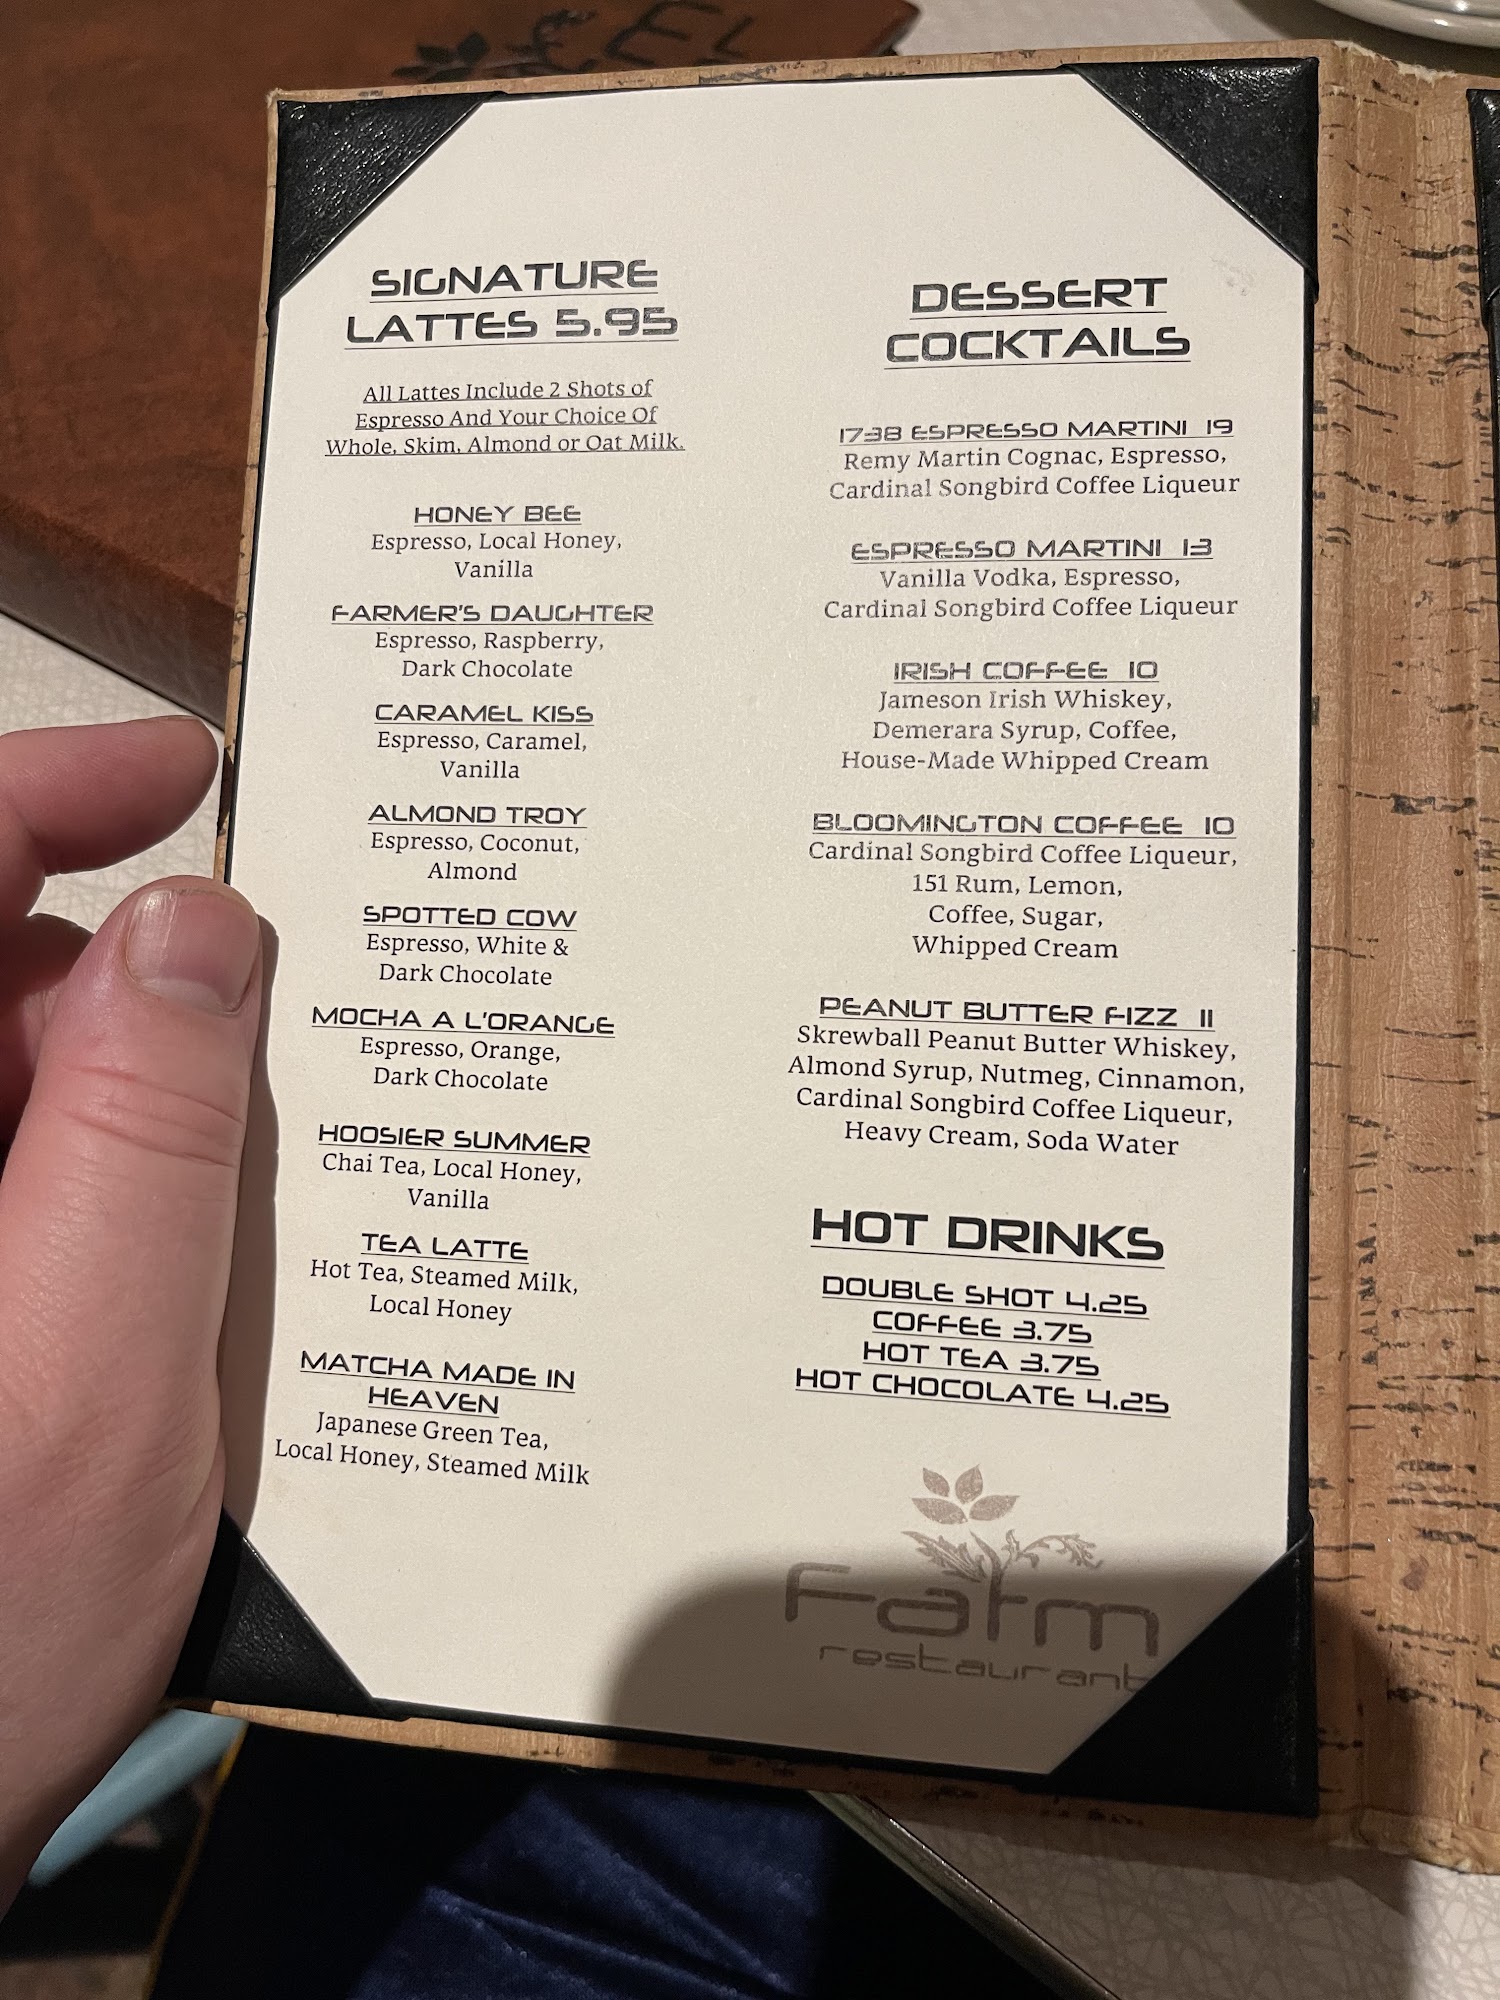 SIGNATURE
LATTES 5.95
All Lattes Include 2 Shots of
Espresso And Your Choice Of
Whole, Skim, Almond or Oat Milk.
HONEY BEE
Espresso, Local Honey,
Vanilla
FARMER'S DAUGHTER
Espresso, Raspberry,
Dark Chocolate
CARAMEL KISS
Espresso, Caramel,
Vanilla
ALMOND TROY
Espresso, Coconut,
Almond
SPOTTED COW
Espresso, White &
Dark Chocolate
MOCHA A L'ORANGE
Espresso, Orange,
Dark Chocolate
HOOSIER SUMMER
Chai Tea, Local Honey,
Vanilla
TEA LATTE
Hot Tea, Steamed Milk,
Local Honey
MATCHA MADE IN
HEAVEN
Japanese Green Tea,
Local Honey, Steamed Milk
DESSERT
COCKTAILS
1738 ESPRESSO MARTINI 19
Remy Martin Cognac, Espresso,
Cardinal Songbird Coffee Liqueur
ESPRESSO MARTINI 13
Vanilla Vodka, Espresso,
Cardinal Songbird Coffee Liqueur
IRISH COFFEE 10
Jameson Irish Whiskey,
Demerara Syrup, Coffee,
House-Made Whipped Cream
BLOOMINGTON COFFEE 10
Cardinal Songbird Coffee Liqueur,
151 Rum, Lemon,
Coffee, Sugar,
Whipped Cream
PEANUT BUTTER FIZZ 11
Skrewball Peanut Butter Whiskey,
Almond Syrup, Nutmeg, Cinnamon,
Cardinal Songbird Coffee Liqueur,
Heavy Cream, Soda Water
HOT DRINKS
DOUBLE SHOT 4.25
COFFEE 3.75
HOT TEA 3.75
HOT CHOCOLATE 4.25
Farm
restaurant